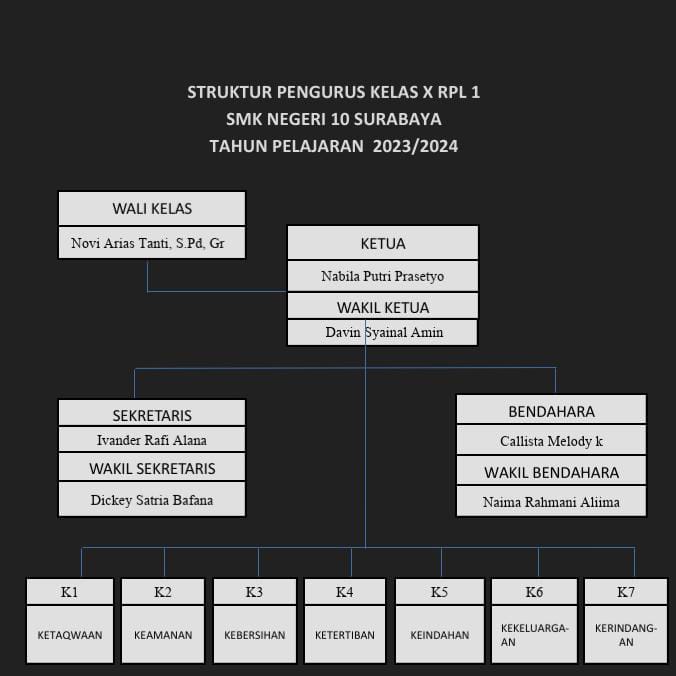 STRUKTUR PENGURUS KELAS X RPL 1
SMK NEGERI 10 SURABAYA
TAHUN PELAJARAN 2023/2024
WALI KELAS
Novi Arias Tanti, S.Pd, Gr
KETUA
Nabila Putri Prasetyo
WAKIL KETUA
Davin Syainal Amin
SEKRETARIS
Ivander Rafi Alana
WAKIL SEKRETARIS
Dickey Satria Bafana
BENDAHARA
Callista Melody k
WAKIL BENDAHARA
Naima Rahmani Aliima
K1
KETAQWAAN
K2
KEAMANAN
K3
KEBERSIHAN
K4
KETERTIBAN
K5
KEINDAHAN
K6
KEKELUARGA-
AN
K7
KERINDANG-
AN